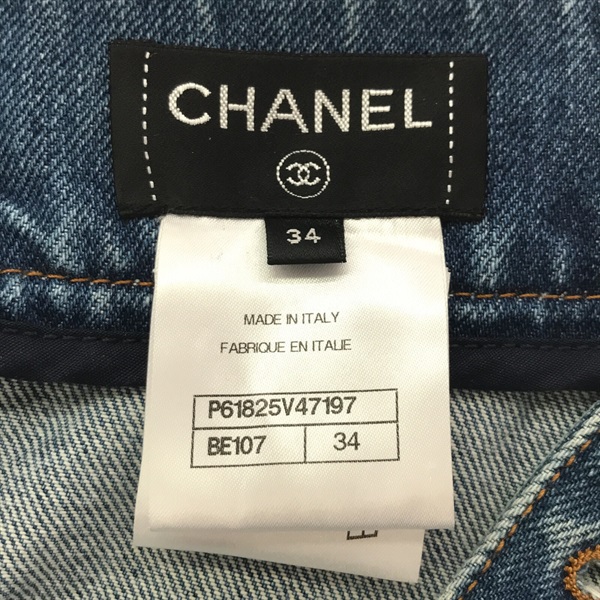 CHANEL
34
MADE IN ITALY
FABRIQUE EN ITALIE
P61825V47197
BE107 34